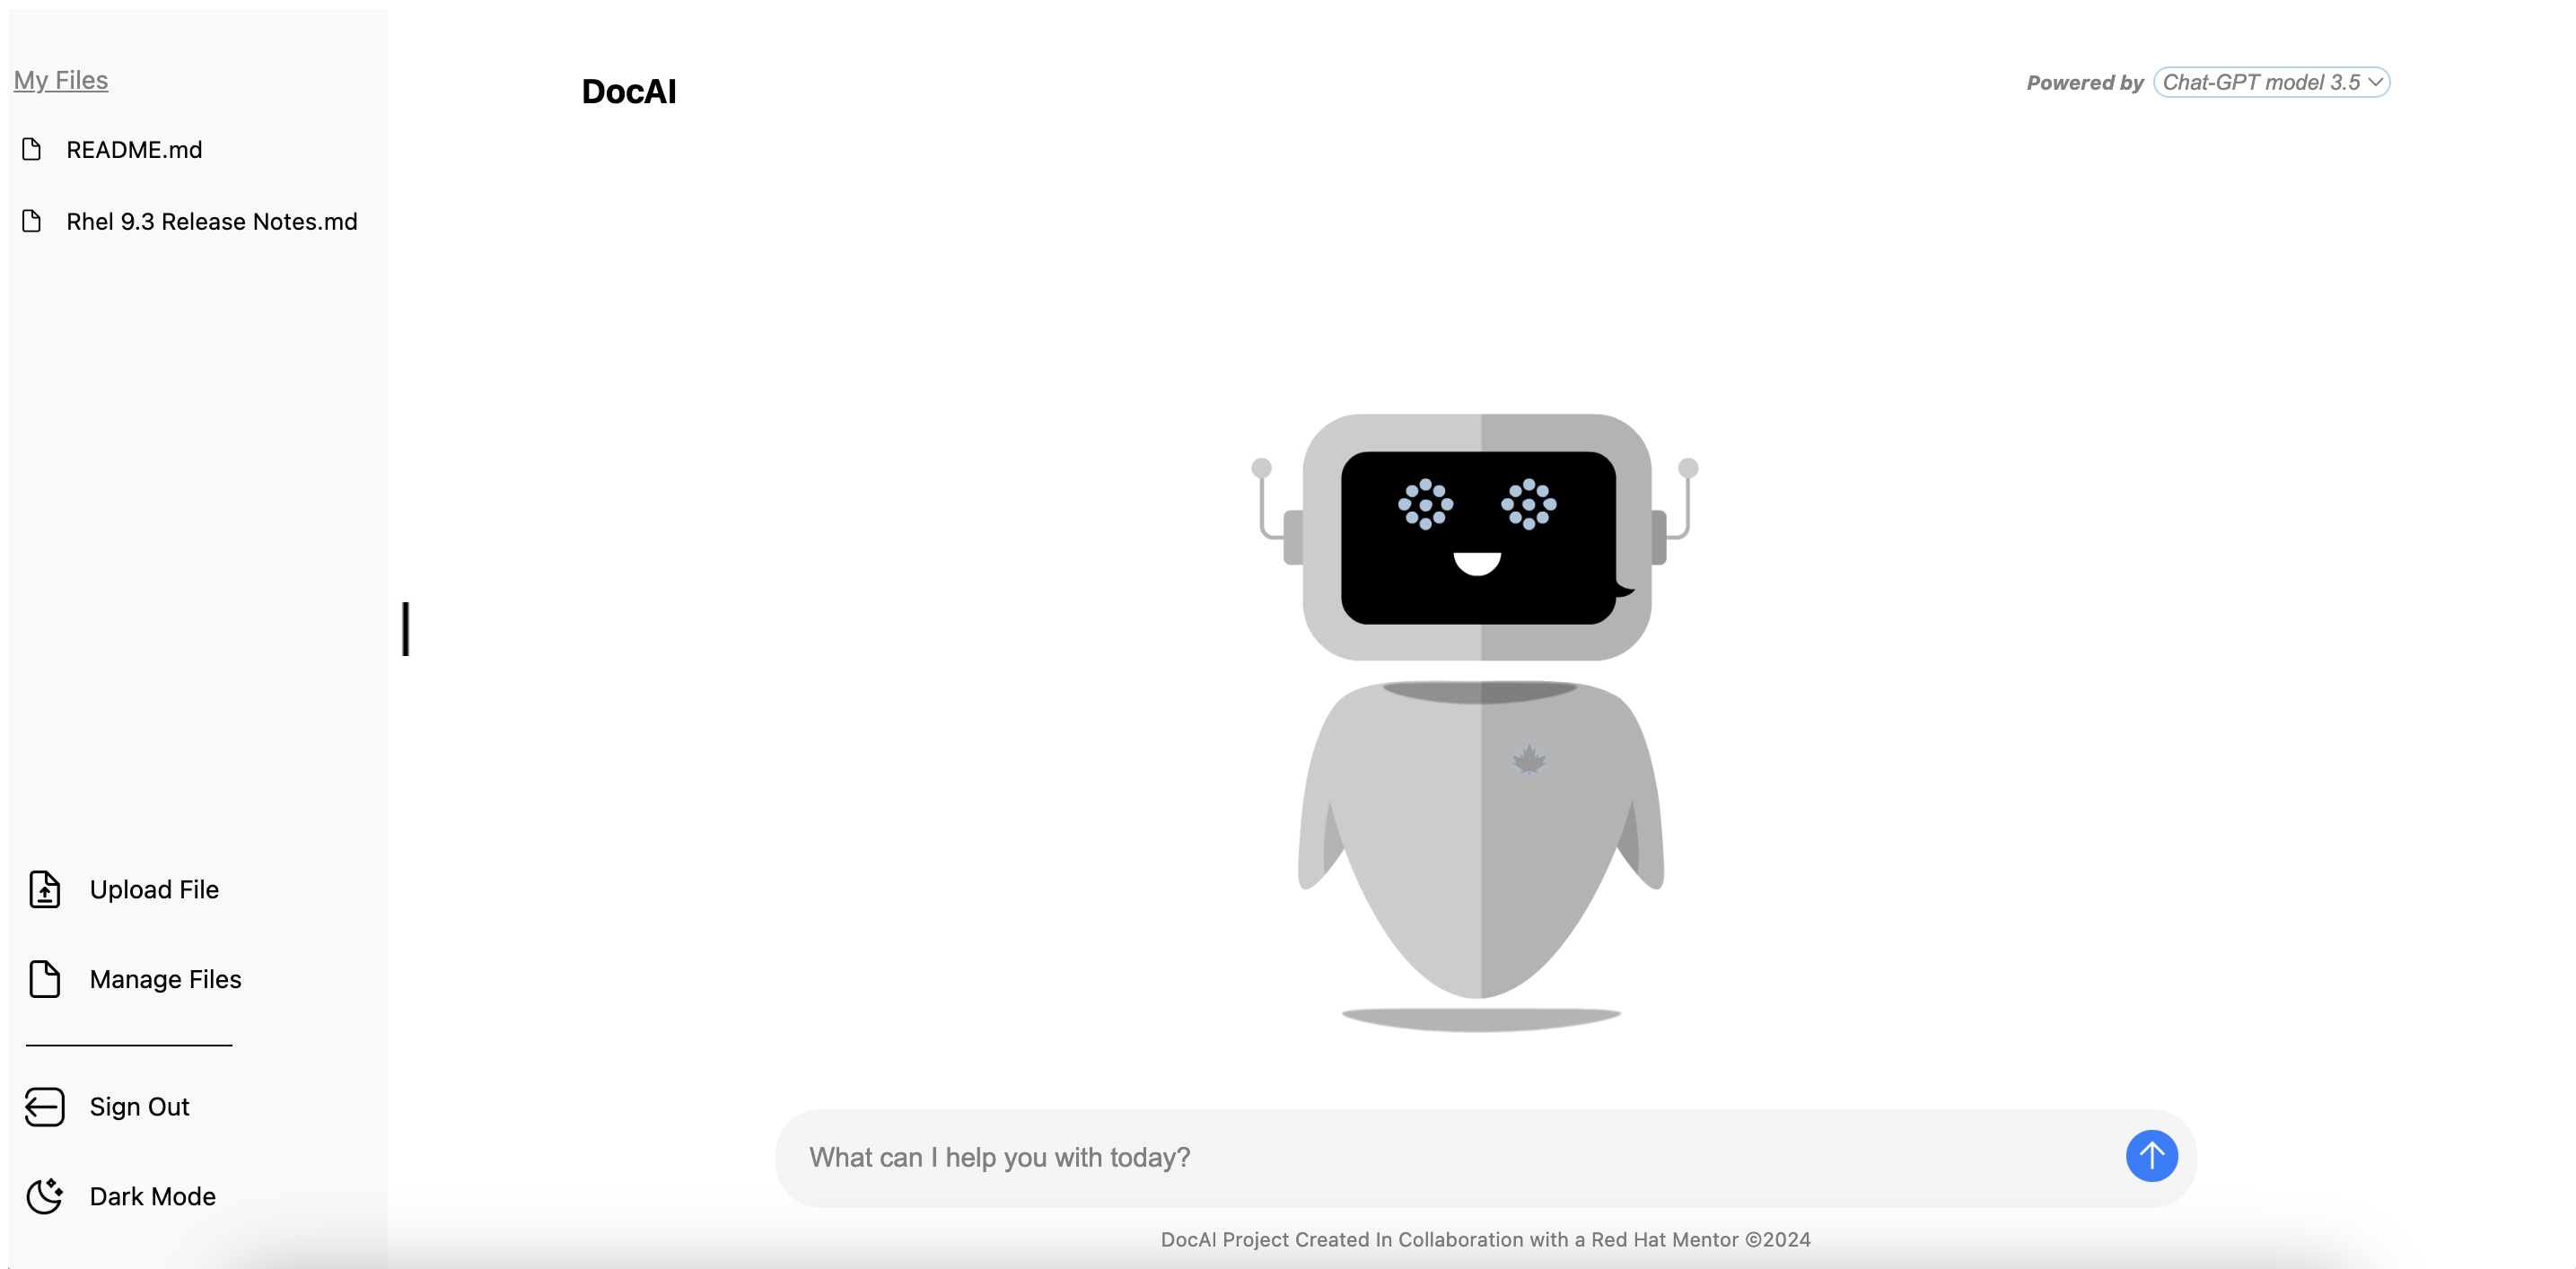 My Files
README.md
Rhel 9.3 Release Notes.md
Upload File
Manage Files
Sign Out
Dark Mode
DocAI
Powered by Chat-GPT model 3.5
What can I help you with today?
DocAI Project Created In Collaboration with a Red Hat Mentor ©2024